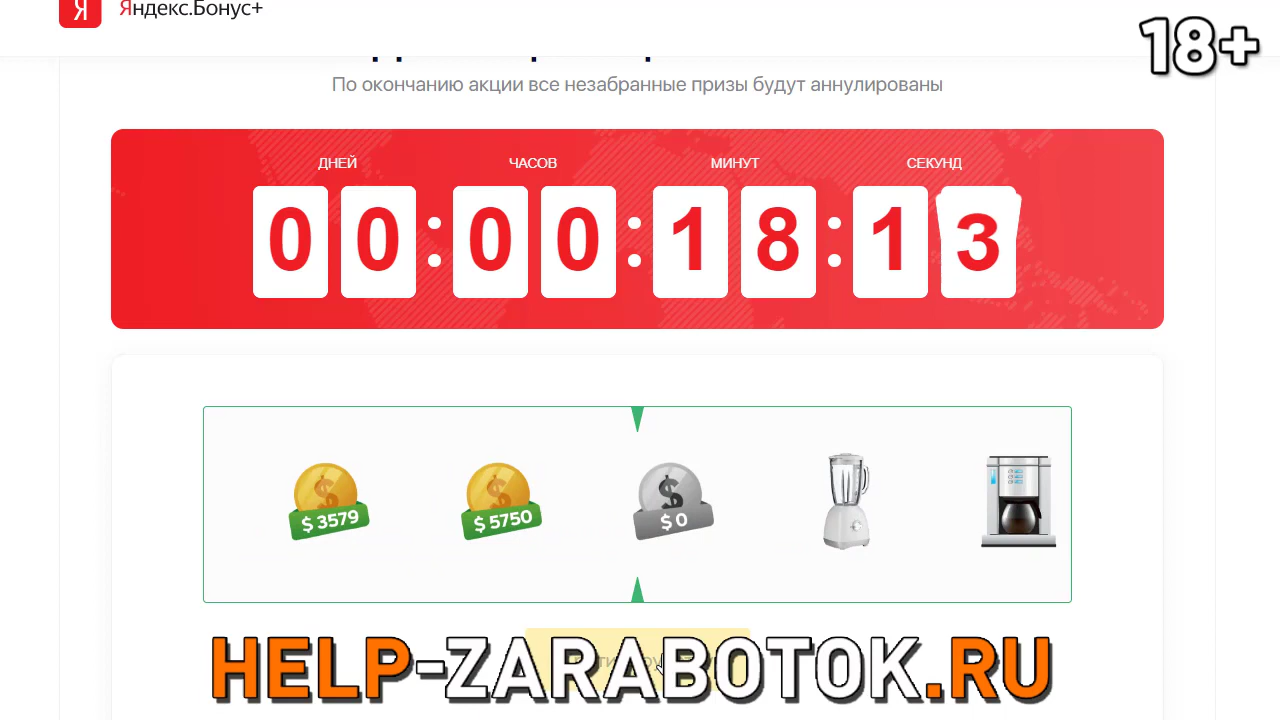 Я Яндекс.Бонус+
18+
По окончанию акции все незабранные призы будут аннулированы
ДНЕЙ ЧАСОВ МИНУТ СЕКУНД
00:00:18:13
$ 3579 $ 5750 $ 0
HELP-ZARABOTOK.RU